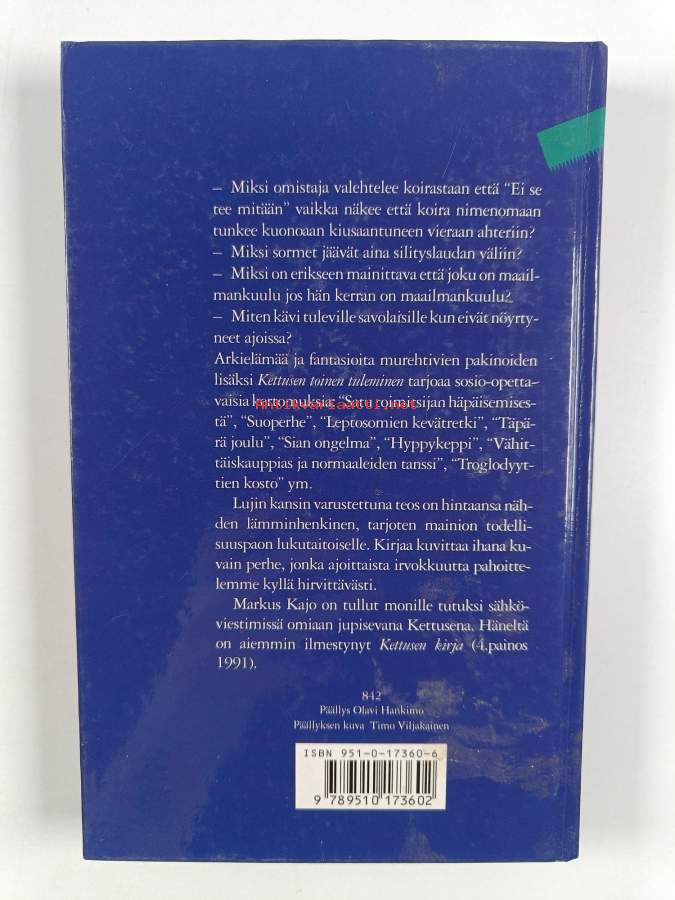 – Miksi omistaja valehtelee koirastaan että “Ei se
tee mitään” vaikka näkee että koira nimenomaan
tunkee kuonoaan kiusaantuneen vieraan ahteriin?
– Miksi sormet jäävät aina silityslaudan väliin?
– Miksi on erikseen mainittava että joku on maail-
mankuulu jos hän kerran on maailmankuulu?
– Miten kävi tuleville savolaisille kun eivät nöyrty-
neet ajoissa?
Arkielämää ja fantasioita murehtivien pakinoiden
lisäksi Kettusen toinen tuleminen tarjoaa sosio-opetta-
vaisia kertomuksia: “Satu toimitsijan häpäisemises-
antikvariaatti.net
tä”, “Suoperhe”, “Leptosomien kevätretki”, “Täpä-
rä joulu”, “Sian ongelma”, “Hyppykeppi”, “Vähit-
täiskauppias ja normaaleiden tanssi”, “Troglodyyt-
tien kosto” ym.
Lujin kansin varustettuna teos on hintaansa näh-
den lämminhenkinen, tarjoten mainion todelli-
suuspaon lukutaitoiselle. Kirjaa kuvittaa ihana ku-
vain perhe, jonka ajoittaista irvokkuutta pahoitte-
lemme kyllä hirvittävästi.
Markus Kajo on tullut monille tutuksi sähkö-
viestimissä omiaan jupisevana Kettusena. Häneltä
on aiemmin ilmestynyt Kettusen kirja (4.painos
1991).
84.2
Päällys Olavi Hankimo
Päällyksen kuva Timo Viljakainen
ISBN 951-0-17360-6
9 789510 173602